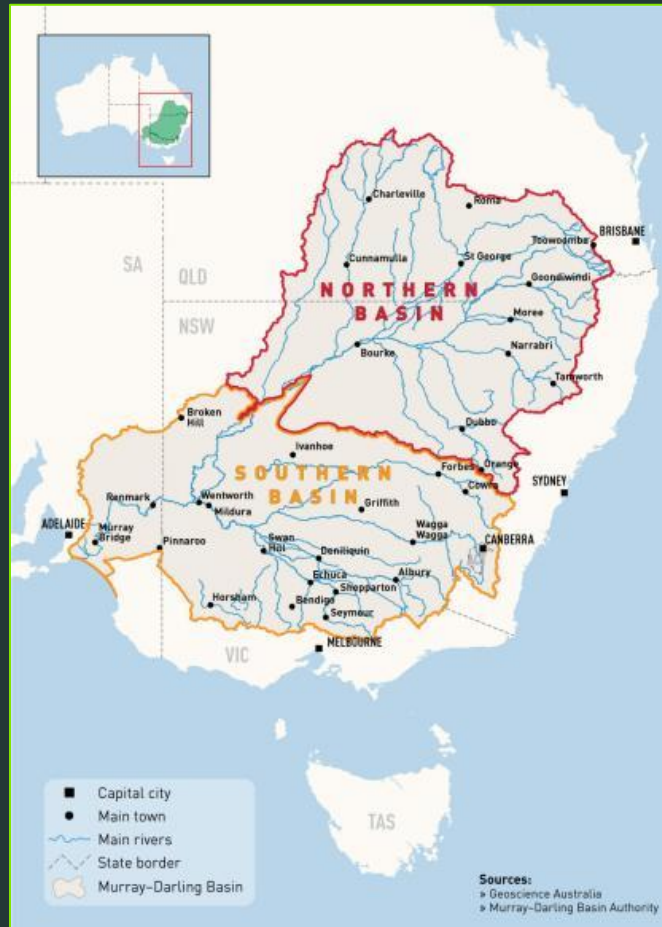 Charleville
Roma
BRISBANE
Toowoomba
Cunnamulla
St George
SA
QLD
Goondiwindi
NORTHERN
BASIN
NSW
Moree
Bourke
Narrabri
Tamworth
Broken
Hill
Dubbo
Ivanhoe
SOUTHERN
BASIN
Forbes
Orange
Cowra
SYDNEY
Renmark
Wentworth
Mildura
Griffith
ADELAIDE
Murray
Bridge
Pinnaroo
Swan
Hill
Deniliquin
Wagga
Wagga
CANBERRA
Echuca
Albury
Horsham
Shepparton
Bendigo
Seymour
VIC
MELBOURNE
TAS
Capital city
Main town
Main rivers
State border
Murray–Darling Basin
Sources:
» Geoscience Australia
» Murray–Darling Basin Authority